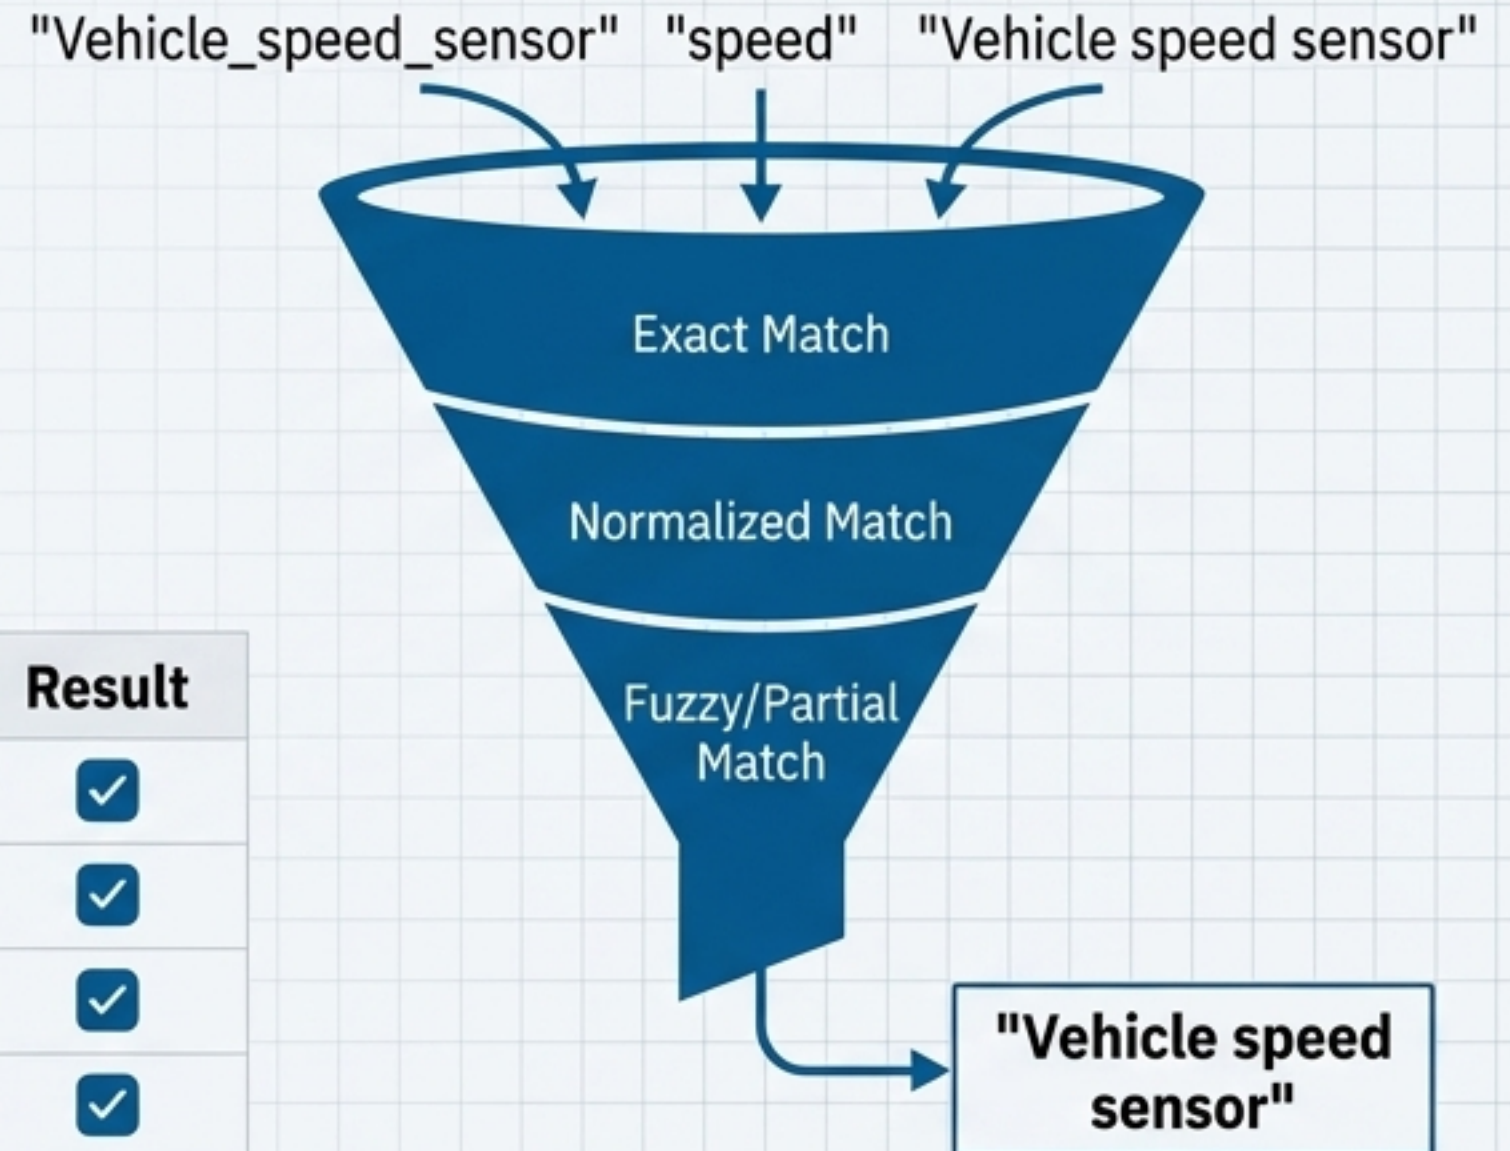 "Vehicle_speed_sensor" "speed" "Vehicle speed sensor"
Exact Match
Normalized Match
Fuzzy/Partial
Match
Result
"Vehicle speed
sensor"